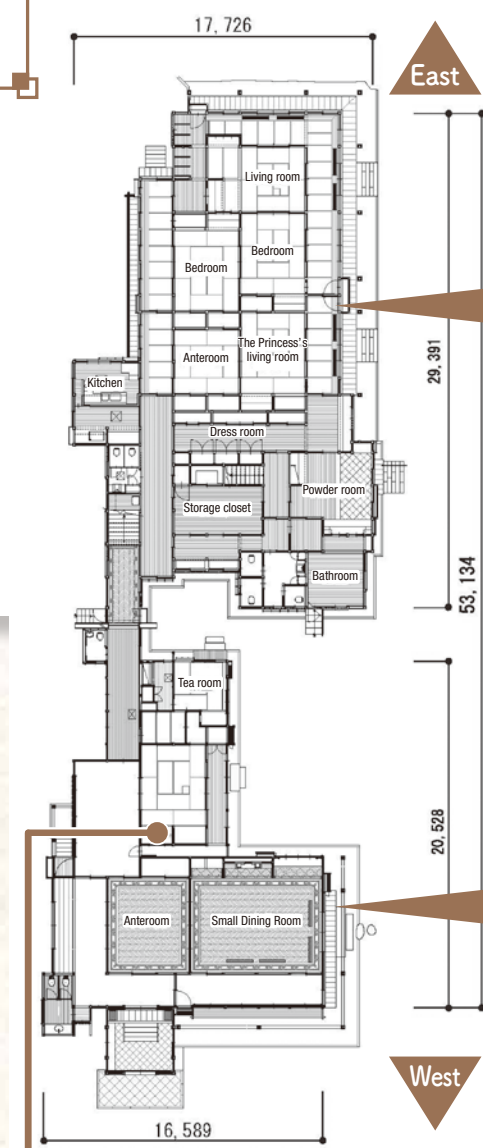 17, 726
East
Living room
Bedroom
Bedroom
The Princess's
living room
Anteroom
Kitchen
Dress room
Powder room
Storage closet
Bathroom
29, 391
53, 134
Tea room
20, 528
Anteroom
Small Dining Room
West
16, 589